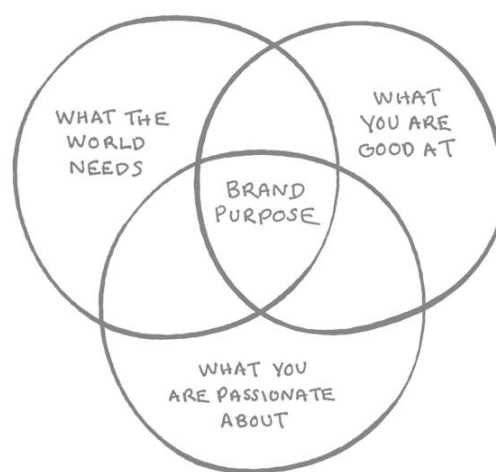 WHAT THE
WORLD
NEEDS
WHAT
YOU ARE
GOOD AT
BRAND
PURPOSE
WHAT YOU
ARE PASSIONATE
ABOUT